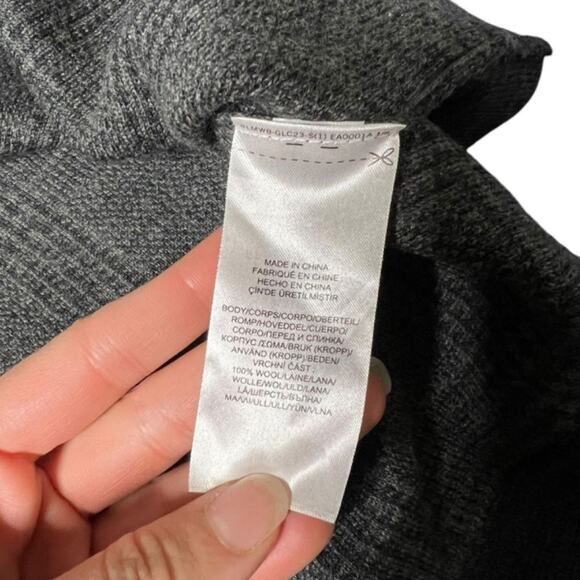 MADE IN CHINA
FABRIQUÉ EN CHINE
HECHO EN CHINA
ÇİN'DE ÜRETİLMİŞTİR
BODY/CORPS/CORPO/OBERTEIL/
ROMP/HOVEDDEL/CUERPO/
CORPO/ПЕРЕД И СПИНКА/
КОРПУС /ΣΩΜΑ/BRUK (KROPP)/
ANVÄND (KROPP)/BEDEN/
VRCHNÍ ČÁST :
100% WOOL/LAINE/LANA/
WOLLE/WOL/ULD/LANA/
LÃ/ШЕРСТЬ/ВЪЛНА/
ΜΑΛΛΙ/ULL/ULL/YÜN/VLNA